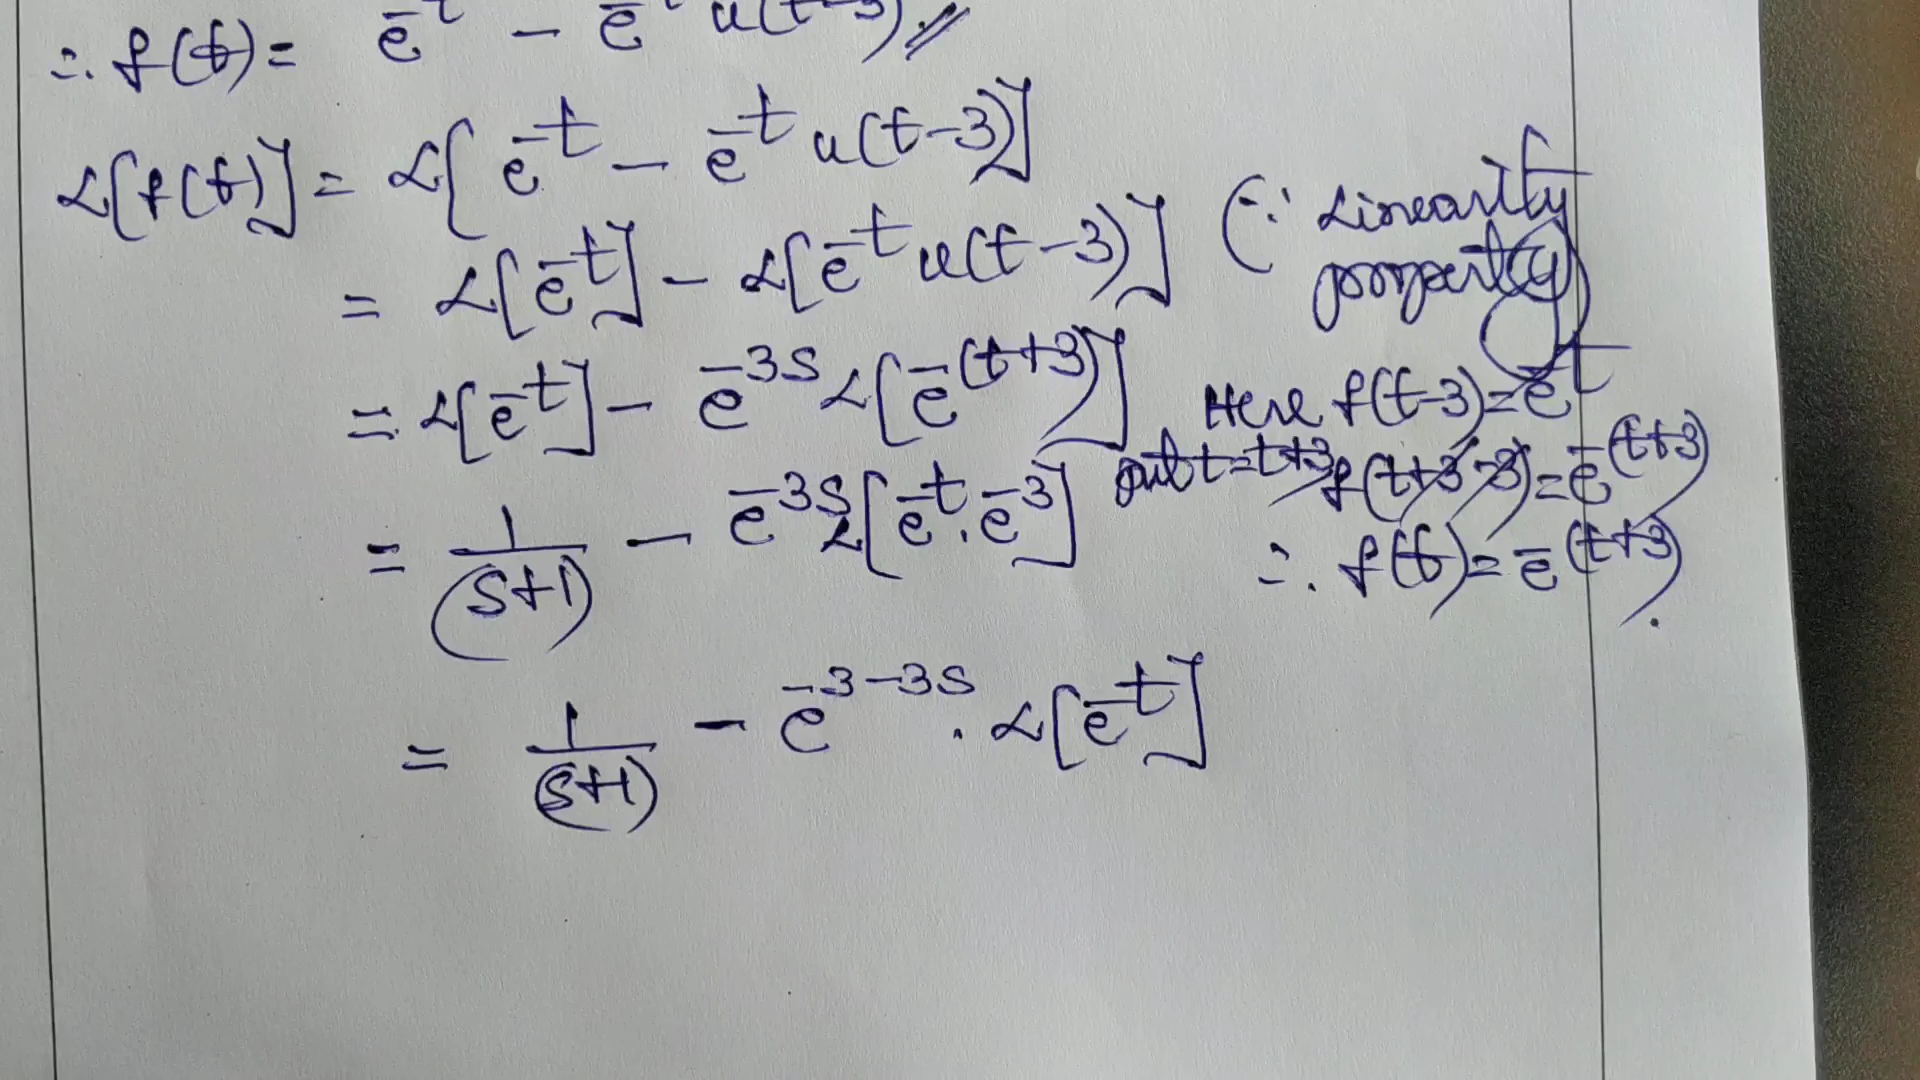 ∴ f(t) = e^-t - e^-t u(t-3)//
L[f(t)] = L[e^-t - e^-t u(t-3)]
= L[e^-t] - L[e^-t u(t-3)] (∵ Linearity
property)
= L[e^-t] - e^-3s L[e^-(t+3)] Here f(t-3) = e^-t
put t=t+3, f(t+3-3) = e^-(t+3)
= 1/(s+1) - e^-3s L[e^-t . e^-3] ∴ f(t) = e^-(t+3).
= 1/(s+1) - e^-3-3s . L[e^-t]